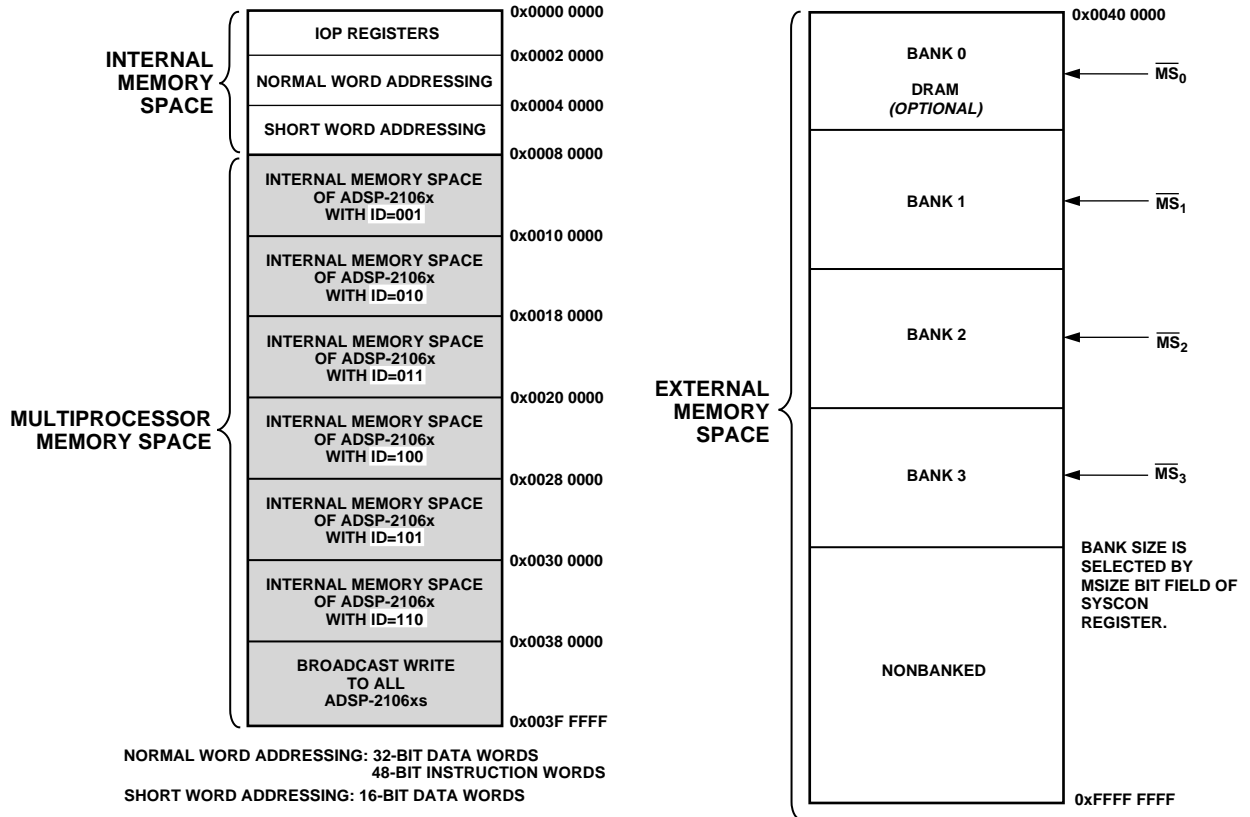 INTERNAL
MEMORY
SPACE
0x0000 0000
IOP REGISTERS
0x0002 0000
NORMAL WORD ADDRESSING
0x0004 0000
SHORT WORD ADDRESSING
0x0008 0000
MULTIPROCESSOR
MEMORY SPACE
INTERNAL MEMORY SPACE
OF ADSP-2106x
WITH ID=001
0x0010 0000
INTERNAL MEMORY SPACE
OF ADSP-2106x
WITH ID=010
0x0018 0000
INTERNAL MEMORY SPACE
OF ADSP-2106x
WITH ID=011
0x0020 0000
INTERNAL MEMORY SPACE
OF ADSP-2106x
WITH ID=100
0x0028 0000
INTERNAL MEMORY SPACE
OF ADSP-2106x
WITH ID=101
0x0030 0000
INTERNAL MEMORY SPACE
OF ADSP-2106x
WITH ID=110
0x0038 0000
BROADCAST WRITE
TO ALL
ADSP-2106xs
0x003F FFFF
NORMAL WORD ADDRESSING: 32-BIT DATA WORDS
48-BIT INSTRUCTION WORDS
SHORT WORD ADDRESSING: 16-BIT DATA WORDS
EXTERNAL
MEMORY
SPACE
0x0040 0000
BANK 0
DRAM
(OPTIONAL)
M̅S̅₀
BANK 1
M̅S̅₁
BANK 2
M̅S̅₂
BANK 3
M̅S̅₃
BANK SIZE IS
SELECTED BY
MSIZE BIT FIELD OF
SYSCON
REGISTER.
NONBANKED
0xFFFF FFFF